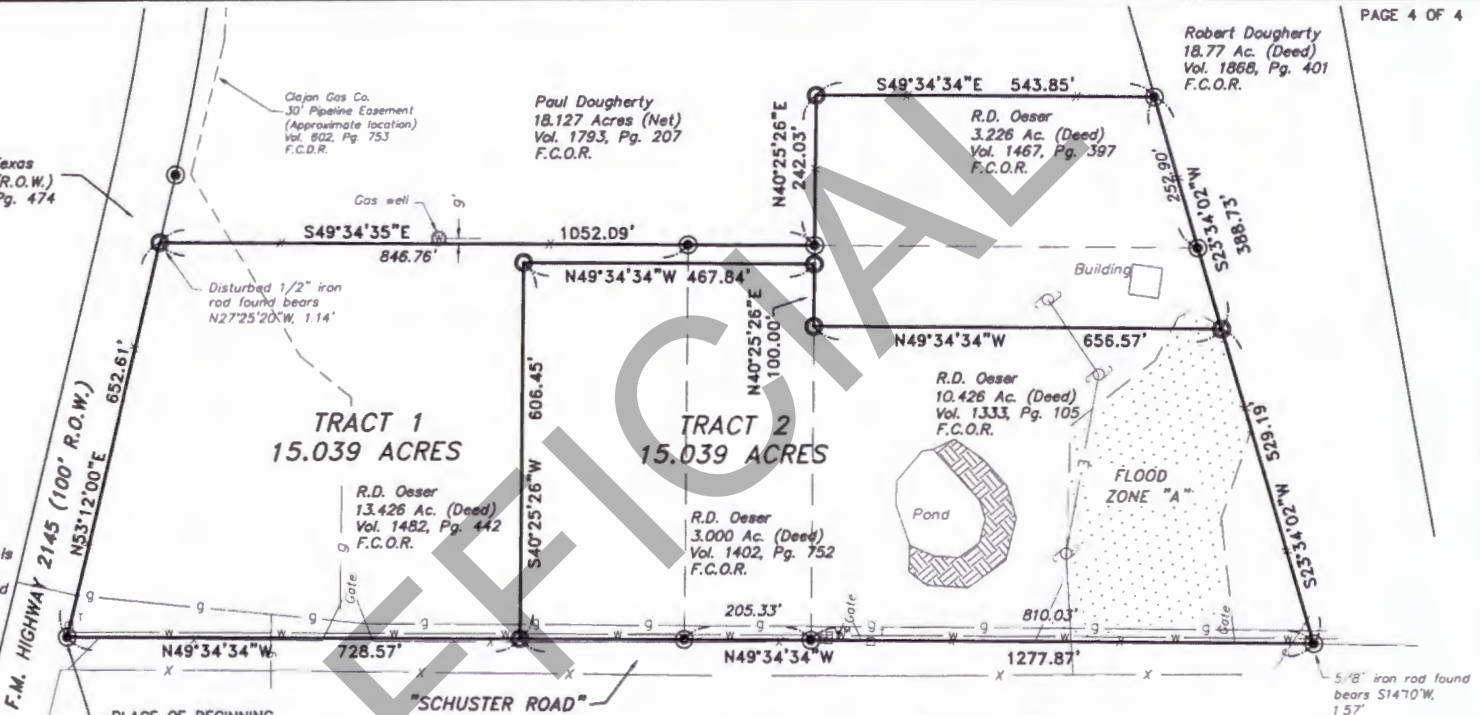 PAGE 4 OF 4
Robert Dougherty
18.77 Ac. (Deed)
Vol. 1868, Pg. 401
F.C.O.R.
Clajon Gas Co.
30' Pipeline Easement
(Approximate location)
Vol. 602, Pg. 753
F.C.D.R.
Paul Dougherty
18.127 Acres (Net)
Vol. 1793, Pg. 207
F.C.O.R.
S49°34'34"E 543.85'
R.D. Oeser
3.226 Ac. (Deed)
Vol. 1467, Pg. 397
F.C.O.R.
N40°25'26"E
242.03'
252.90'
S23°34'02"W
388.73'
Texas
(R.O.W.)
Pg. 474
Gas well
9'
S49°34'35"E 1052.09'
846.76'
N49°34'34"W 467.84'
Disturbed 1/2" iron
rod found bears
N27°25'20"W, 1.14'
Building
N40°25'26"E
100.00'
N49°34'34"W 656.57'
R.D. Oeser
10.426 Ac. (Deed)
Vol. 1333, Pg. 105
F.C.O.R.
F.M. HIGHWAY 2145 (100' R.O.W.)
N53°12'00"E 652.61'
TRACT 1
15.039 ACRES
S40°25'26"W 606.45'
TRACT 2
15.039 ACRES
FLOOD
ZONE "A"
S23°34'02"W 529.19'
R.D. Oeser
13.426 Ac. (Deed)
Vol. 1482, Pg. 442
F.C.O.R.
R.D. Oeser
3.000 Ac. (Deed)
Vol. 1402, Pg. 752
F.C.O.R.
Pond
is
d
Gate
Gate
Gate
205.33'
810.03'
N49°34'34"W 728.57'
N49°34'34"W 1277.87'
"SCHUSTER ROAD"
PLACE OF BEGINNING
5/8" iron rod found
bears S14°10'W,
1.57'
EFFICIAL